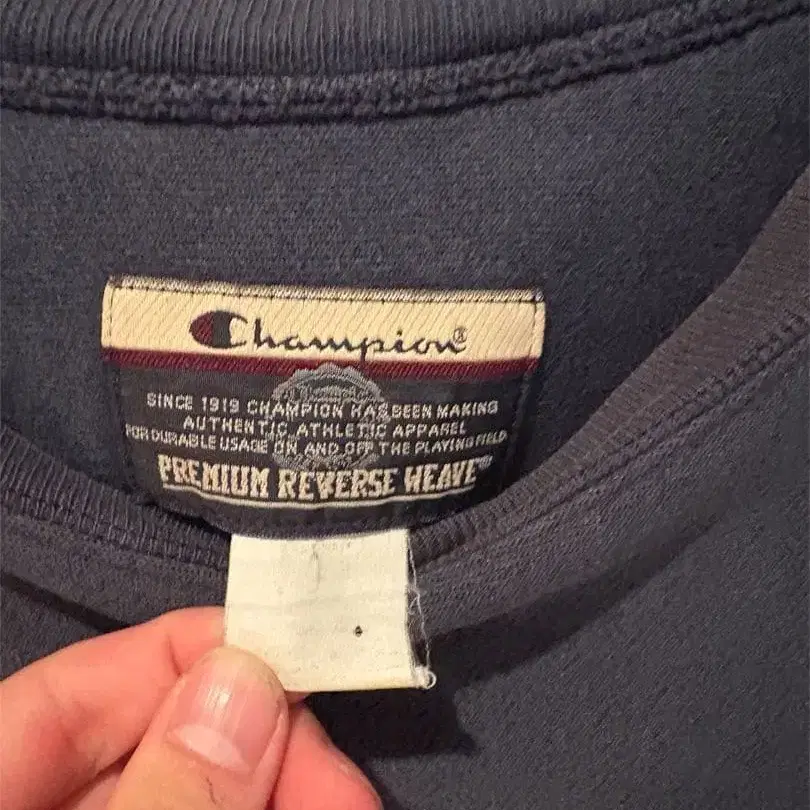 Champion®
SINCE 1919 CHAMPION HAS BEEN MAKING
AUTHENTIC ATHLETIC APPAREL
FOR DURABLE USAGE ON AND OFF THE PLAYING FIELD
PREMIUM REVERSE WEAVE